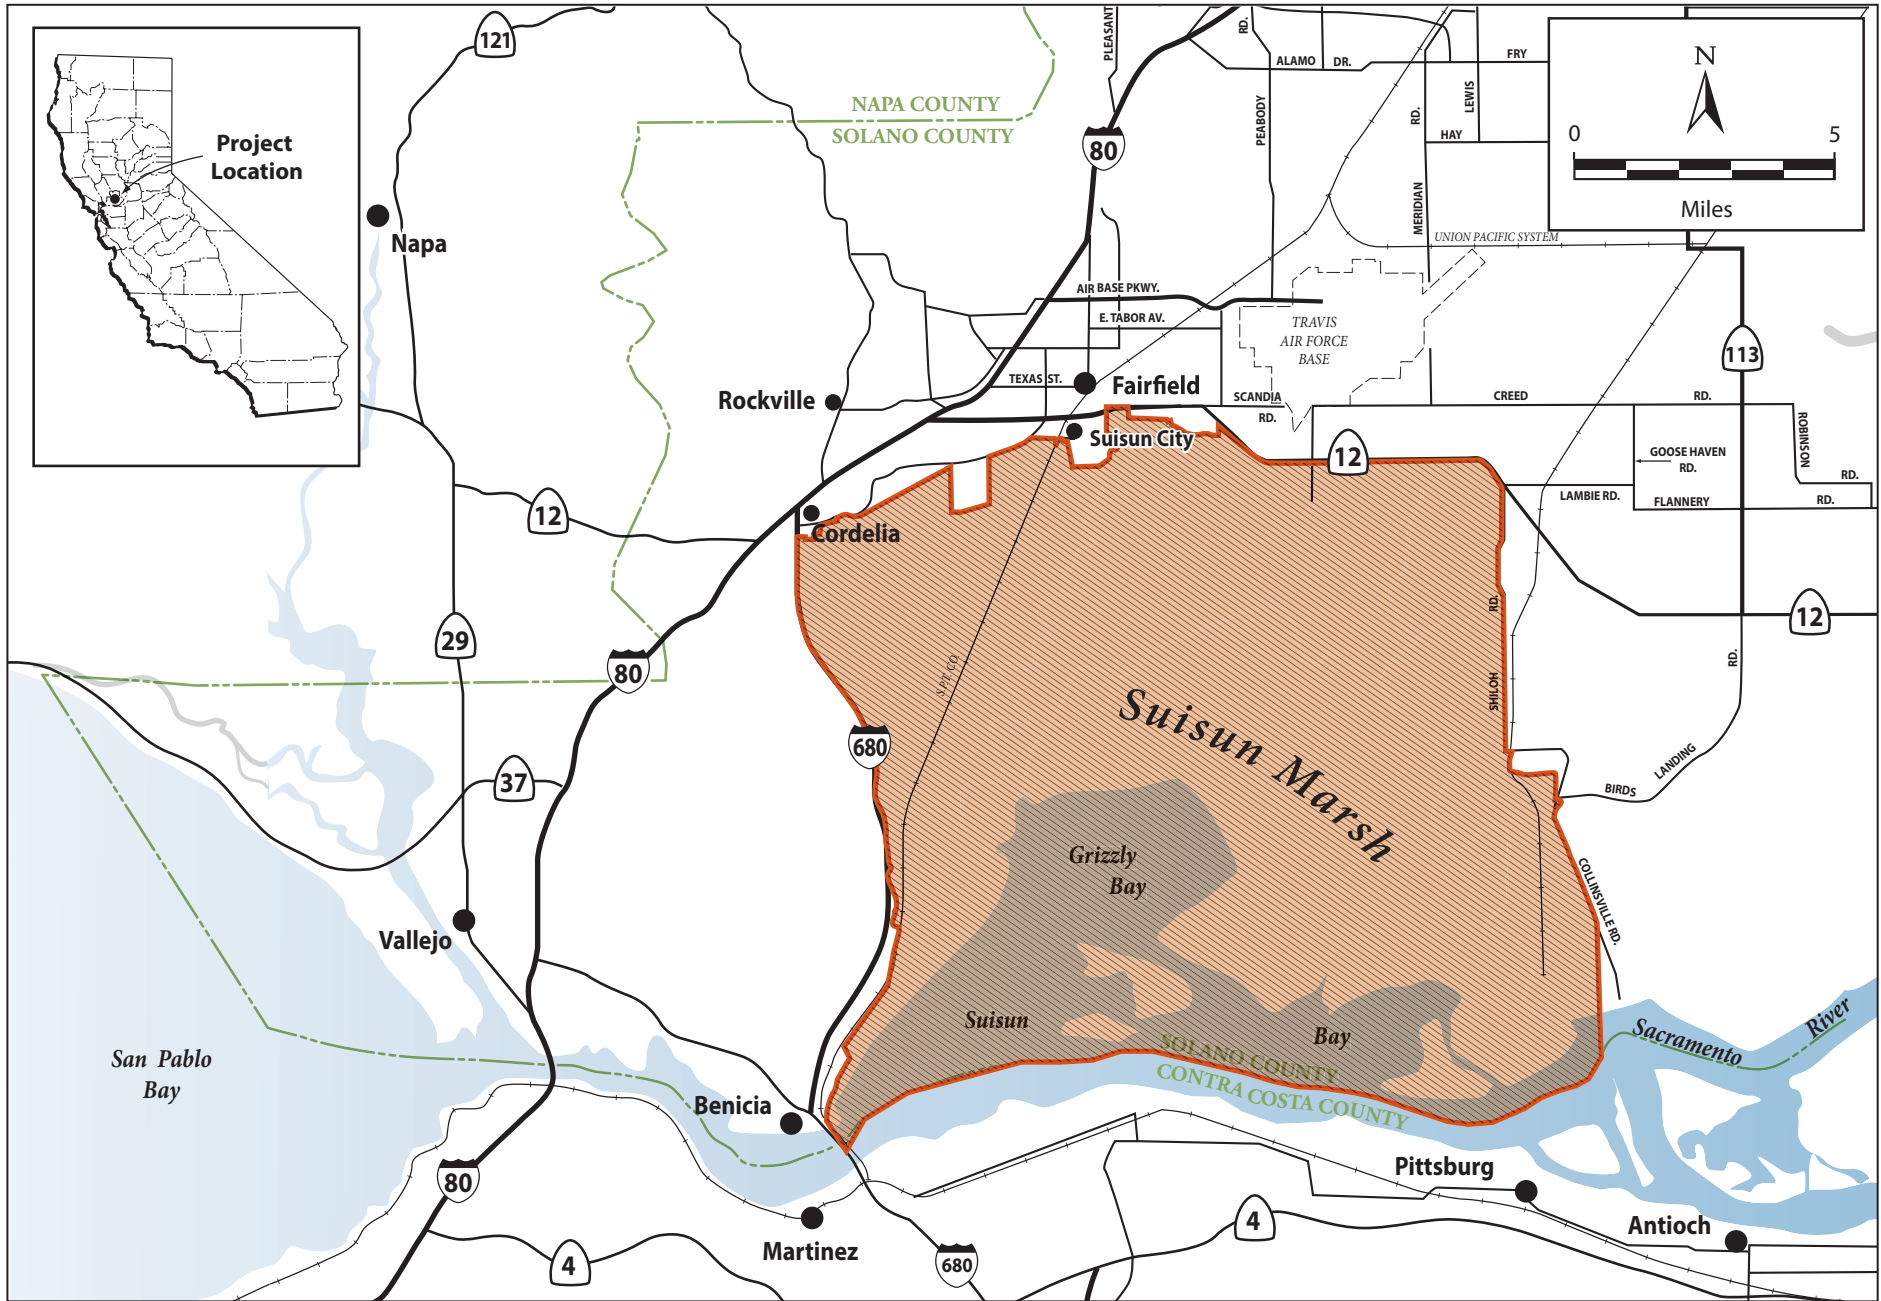 Project
Location
121
NAPA COUNTY
SOLANO COUNTY
PLEASANT
80
RD.
ALAMO DR.
FRY
LEWIS
RD.
HAY
PEABODY
MERIDIAN
N
0 5
Miles
Napa
UNION PACIFIC SYSTEM
AIR BASE PKWY.
E. TABOR AV.
TRAVIS
AIR FORCE
BASE
113
TEXAS ST.
Fairfield
Rockville
SCANDIA
RD.
CREED RD.
ROBINSON
Suisun City
12
GOOSE HAVEN
RD.
LAMBIE RD.
FLANNERY RD.
RD.
12
Cordelia
29
80
SHILOH RD.
12
RD.
S.P.T. CO.
Suisun Marsh
680
37
BIRDS LANDING
Grizzly
Bay
COLLINSVILLE RD.
Vallejo
Suisun Bay
Sacramento River
San Pablo
Bay
SOLANO COUNTY
CONTRA COSTA COUNTY
Benicia
80
Pittsburg
Martinez
4
680
4
Antioch